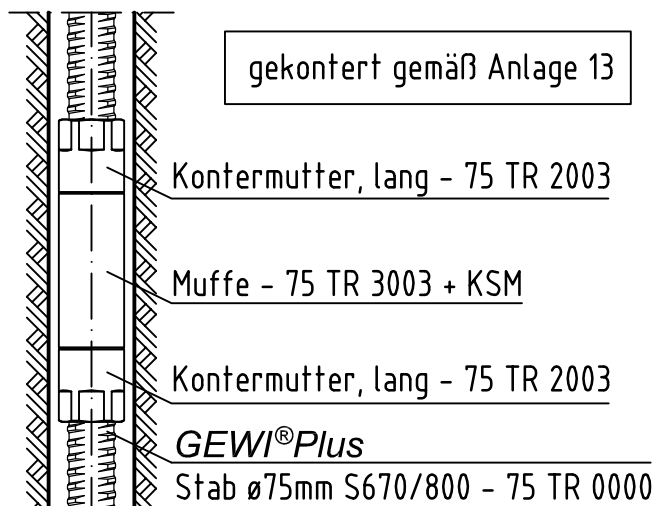 gekontert gemäß Anlage 13
Kontermutter, lang - 75 TR 2003
Muffe - 75 TR 3003 + KSM
Kontermutter, lang - 75 TR 2003
GEWI®Plus
Stab ø75mm S670/800 - 75 TR 0000